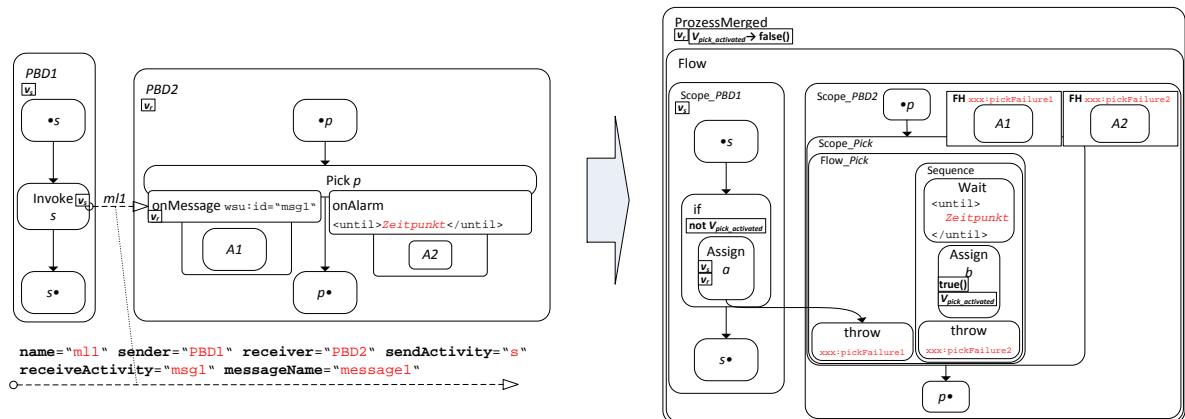 PBD1
vs
•s
Invoke vs
s
s•
ml1
PBD2
vr
•p
Pick p
onMessage wsu:id="msg1"
vr
A1
onAlarm
<until>Zeitpunkt</until>
A2
p•
name="ml1" sender="PBD1" receiver="PBD2" sendActivity="s"
receiveActivity="msg1" messageName="message1"
ProzessMerged
vr Vpick_activated→ false()
Flow
Scope_PBD1
vs
•s
if
not Vpick_activated
Assign
vs a
vr
s•
Scope_PBD2
•p
FH xxx:pickFailure1
A1
FH xxx:pickFailure2
A2
Scope_Pick
Flow_Pick
Sequence
Wait
<until>
Zeitpunkt
</until>
Assign
b
true()
Vpick_activated
throw
xxx:pickFailure1
throw
xxx:pickFailure2
p•